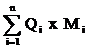 n
∑ Qᵢ x Mᵢ
i=1